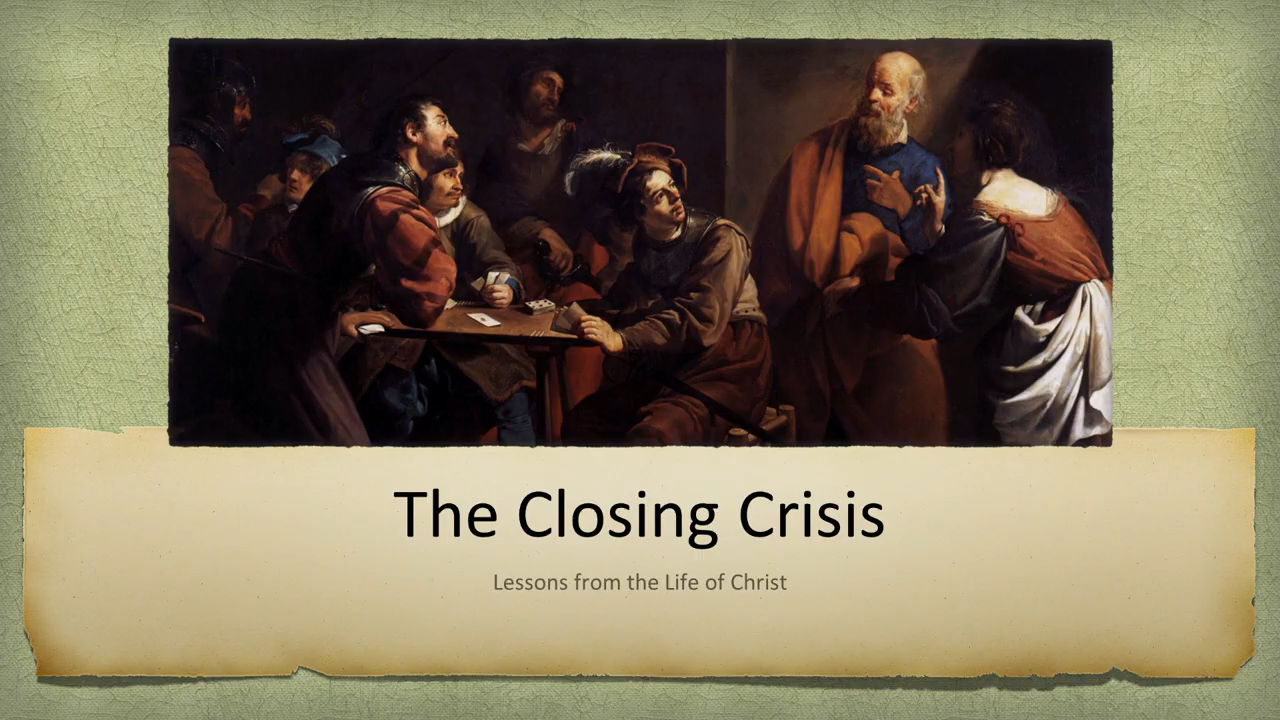 The Closing Crisis
Lessons from the Life of Christ